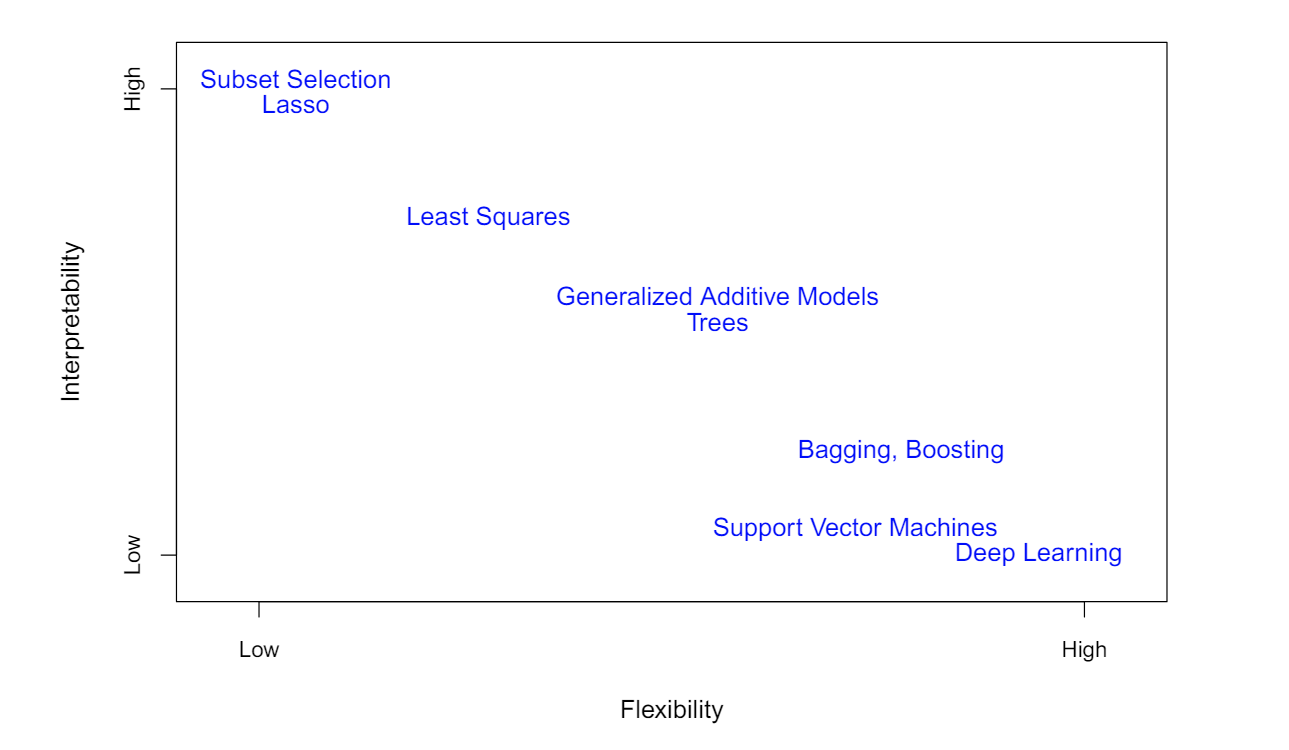 High
Subset Selection
Lasso
Least Squares
Interpretability
Generalized Additive Models
Trees
Bagging, Boosting
Support Vector Machines
Deep Learning
Low
Low
High
Flexibility